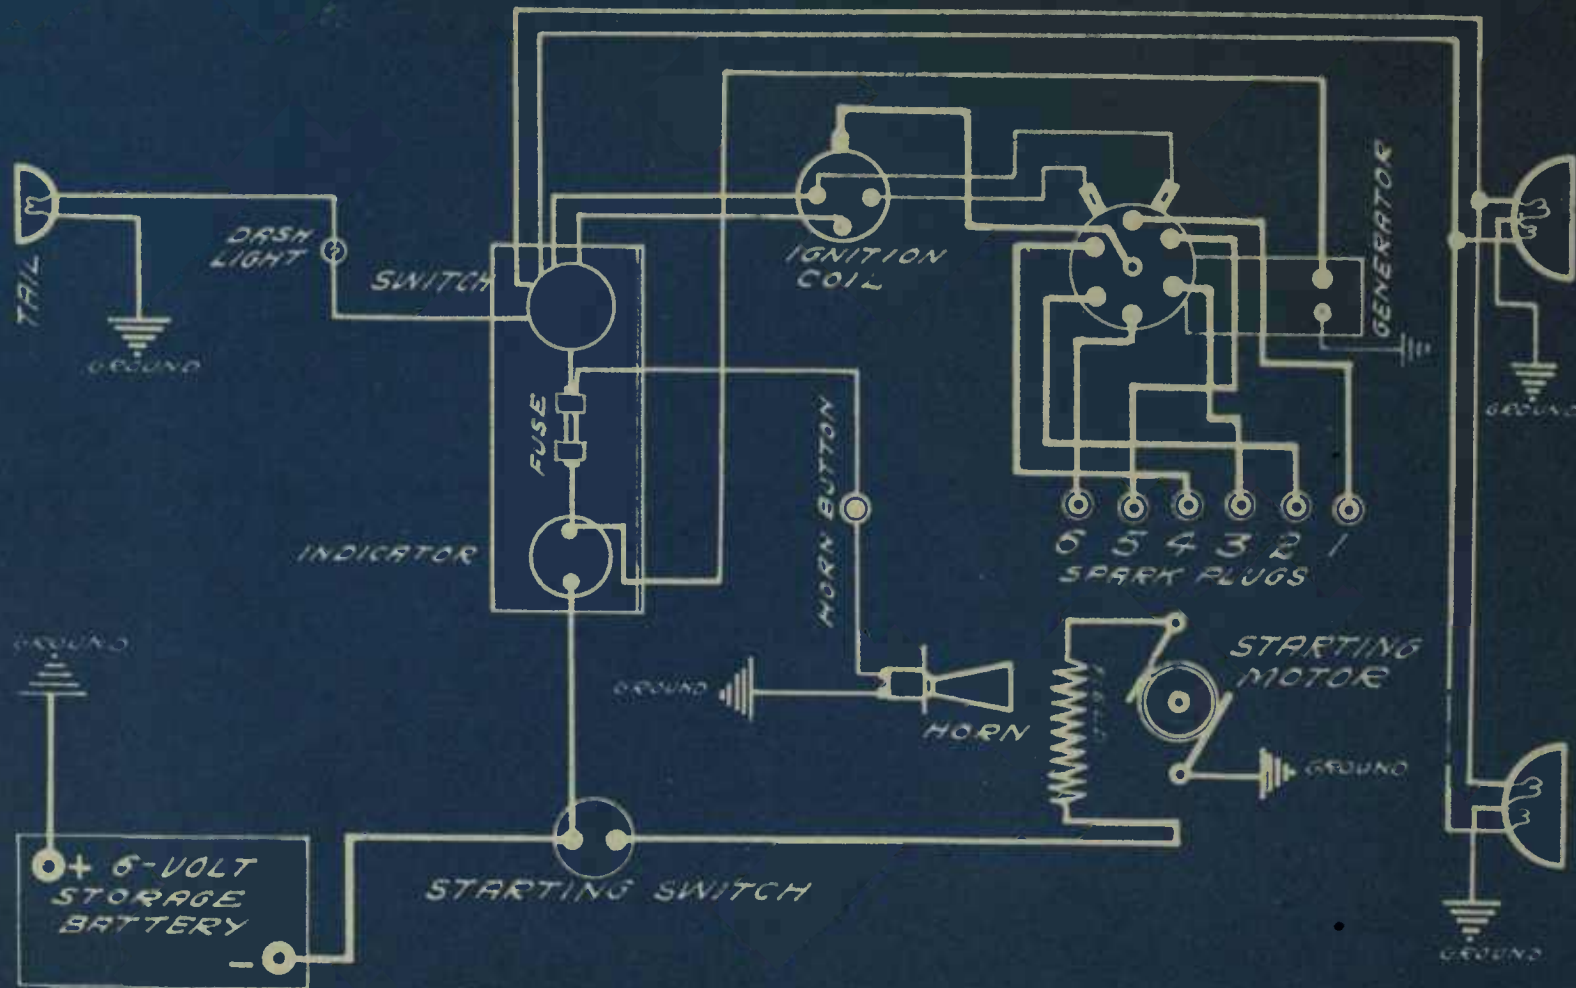 GENERATOR
DASH
LIGHT
SWITCH
IGNITION
COIL
TAIL
GROUND
GROUND
FUSE
HORN BUTTON
INDICATOR
6 5 4 3 2 1
SPARK PLUGS
GROUND
STARTING
MOTOR
GROUND
HORN
GROUND
+ 6-VOLT
STORAGE
BATTERY
-
STARTING SWITCH
GROUND